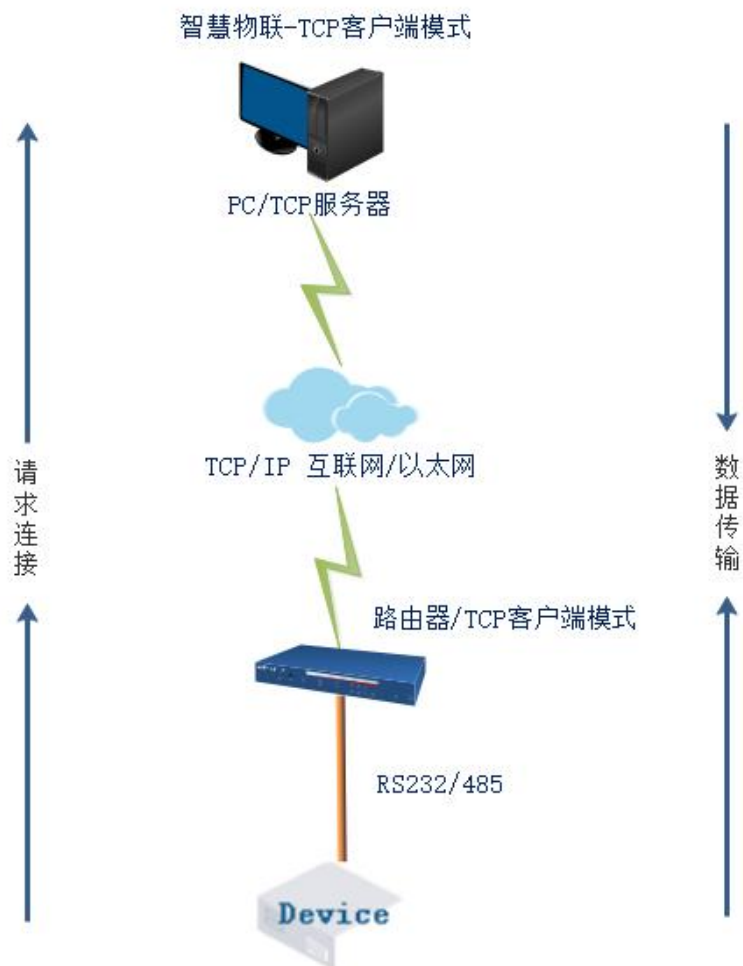 智慧物联-TCP客户端模式
PC/TCP服务器
TCP/IP 互联网/以太网
请求连接
数据传输
路由器/TCP客户端模式
RS232/485
Device